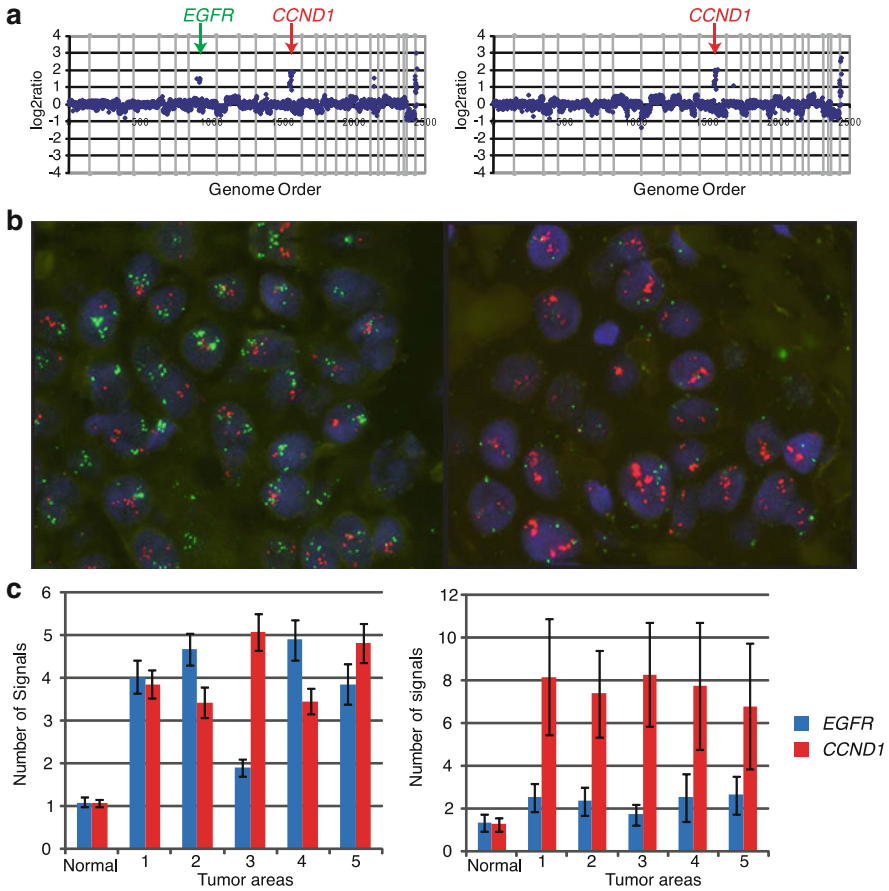 a
EGFR CCND1
4
3
2
1
0
-1
-2
-3
-4
log2ratio
500 1000 1500 2000 2500
Genome Order
CCND1
4
3
2
1
0
-1
-2
-3
-4
log2ratio
500 1000 1500 2000 2500
Genome Order
b
c
6
5
4
3
2
1
0
Number of Signals
Normal 1 2 3 4 5
Tumor areas
12
10
8
6
4
2
0
Number of signals
Normal 1 2 3 4 5
Tumor areas
EGFR
CCND1